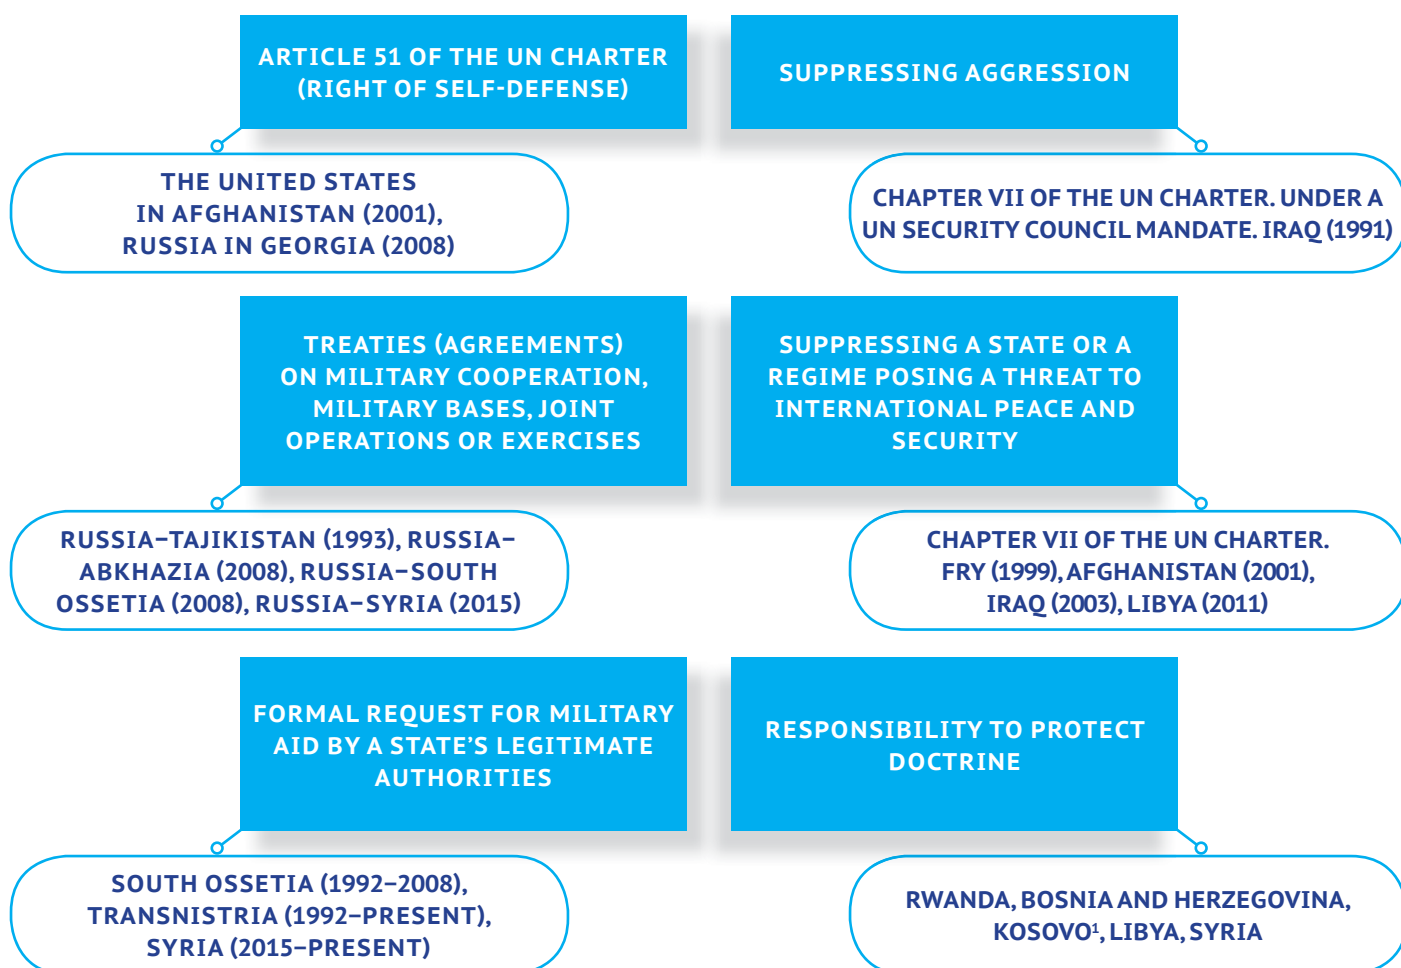 ARTICLE 51 OF THE UN CHARTER
(RIGHT OF SELF-DEFENSE)
THE UNITED STATES
IN AFGHANISTAN (2001),
RUSSIA IN GEORGIA (2008)
SUPPRESSING AGGRESSION
CHAPTER VII OF THE UN CHARTER. UNDER A
UN SECURITY COUNCIL MANDATE. IRAQ (1991)
TREATIES (AGREEMENTS)
ON MILITARY COOPERATION,
MILITARY BASES, JOINT
OPERATIONS OR EXERCISES
RUSSIA–TAJIKISTAN (1993), RUSSIA–
ABKHAZIA (2008), RUSSIA–SOUTH
OSSETIA (2008), RUSSIA–SYRIA (2015)
SUPPRESSING A STATE OR A
REGIME POSING A THREAT TO
INTERNATIONAL PEACE AND
SECURITY
CHAPTER VII OF THE UN CHARTER.
FRY (1999), AFGHANISTAN (2001),
IRAQ (2003), LIBYA (2011)
FORMAL REQUEST FOR MILITARY
AID BY A STATE’S LEGITIMATE
AUTHORITIES
SOUTH OSSETIA (1992–2008),
TRANSNISTRIA (1992–PRESENT),
SYRIA (2015–PRESENT)
RESPONSIBILITY TO PROTECT
DOCTRINE
RWANDA, BOSNIA AND HERZEGOVINA,
KOSOVO¹, LIBYA, SYRIA